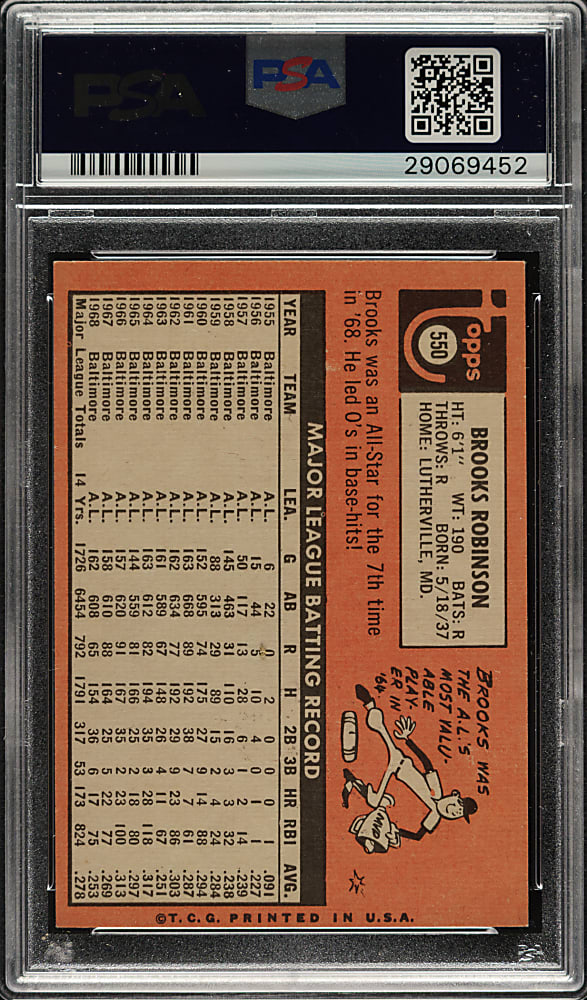 PSA
PSA
29069452
Topps
550
BROOKS ROBINSON
HT: 6'1" WT: 190 BATS: R
THROWS: R BORN: 5/18/37
HOME: LUTHERVILLE, MD.
BROOKS WAS
THE A.L.'S
MOST VALU-
ABLE
PLAY-
ER IN
'64
MVP
Brooks was an All-Star for the 7th time
in '68. He led O's in base-hits!
MAJOR LEAGUE BATTING RECORD
YEAR TEAM LEA. G AB R H 2B 3B HR RBI AVG.
1955 Baltimore A.L. 6 22 0 2 0 0 0 1 .091
1956 Baltimore A.L. 15 44 5 10 4 0 1 1 .227
1957 Baltimore A.L. 50 117 13 28 6 1 2 14 .239
1958 Baltimore A.L. 145 463 31 110 16 3 3 32 .238
1959 Baltimore A.L. 88 313 29 89 15 2 4 24 .284
1960 Baltimore A.L. 152 595 74 175 27 9 14 88 .294
1961 Baltimore A.L. 163 668 89 192 38 7 7 61 .287
1962 Baltimore A.L. 162 634 77 192 29 9 23 86 .303
1963 Baltimore A.L. 161 589 67 148 26 4 11 67 .251
1964 Baltimore A.L. 163 612 82 194 35 3 28 118 .317
1965 Baltimore A.L. 144 559 81 166 25 2 18 80 .297
1966 Baltimore A.L. 157 620 91 167 35 2 23 100 .313
1967 Baltimore A.L. 158 610 88 164 25 5 22 77 .269
1968 Baltimore A.L. 162 608 65 154 36 6 17 75 .253
Major League Totals 14 Yrs. 1726 6454 792 1791 317 53 173 824 .278
©T.C.G. PRINTED IN U.S.A.